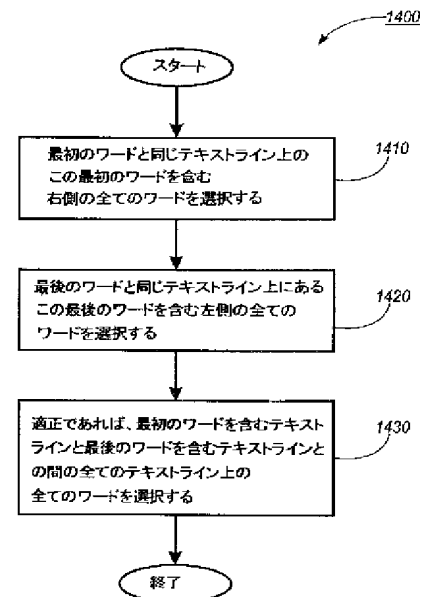 1400
スタート
最初のワードと同じテキストライン上の
この最初のワードを含む
右側の全てのワードを選択する
1410
最後のワードと同じテキストライン上にある
この最後のワードを含む左側の全ての
ワードを選択する
1420
適正であれば、最初のワードを含むテキスト
ラインと最後のワードを含むテキストラインと
の間の全てのテキストライン上の
全てのワードを選択する
1430
終了